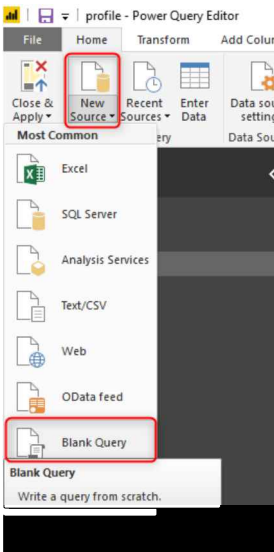 profile - Power Query Editor
File Home Transform Add Colu
Close & Apply New Source Recent Sources Enter Data Data sou setting
ery Data Sou
Most Common
Excel
SQL Server
Analysis Services
Text/CSV
Web
OData feed
Blank Query
Blank Query
Write a query from scratch.